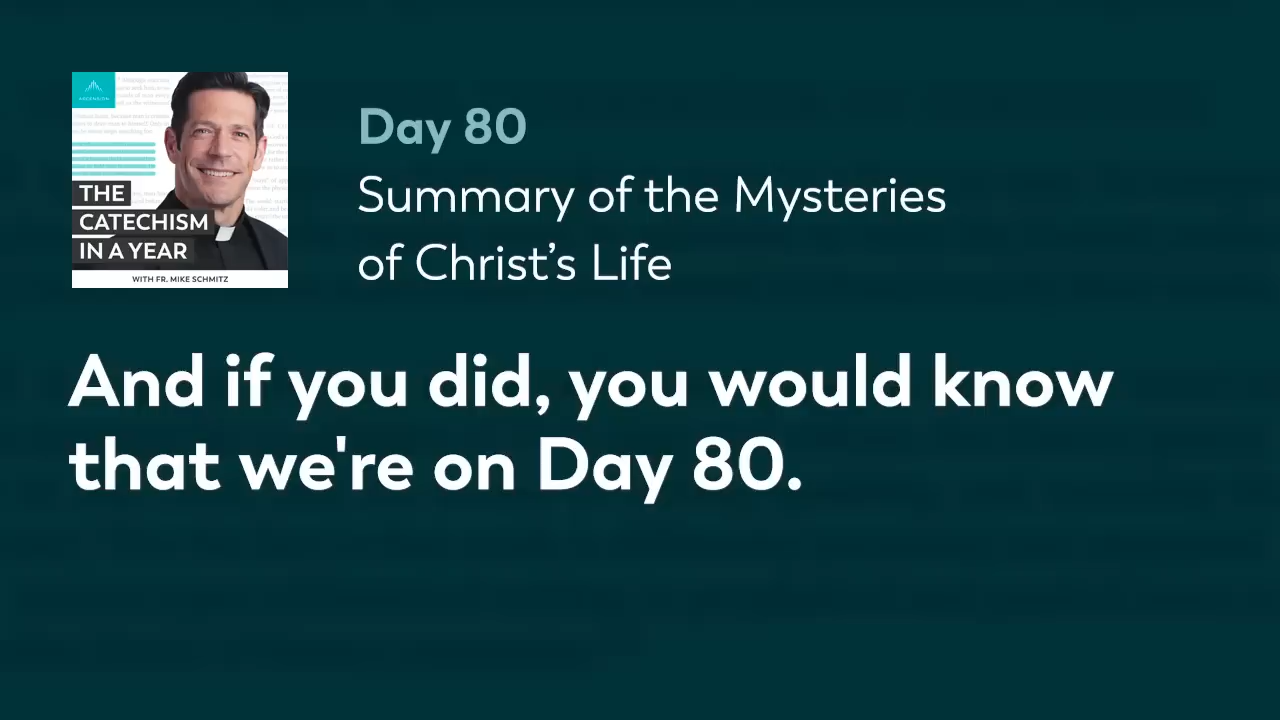 ASCENSION
THE
CATECHISM
IN A YEAR
WITH FR. MIKE SCHMITZ
Day 80
Summary of the Mysteries
of Christ’s Life
And if you did, you would know
that we're on Day 80.